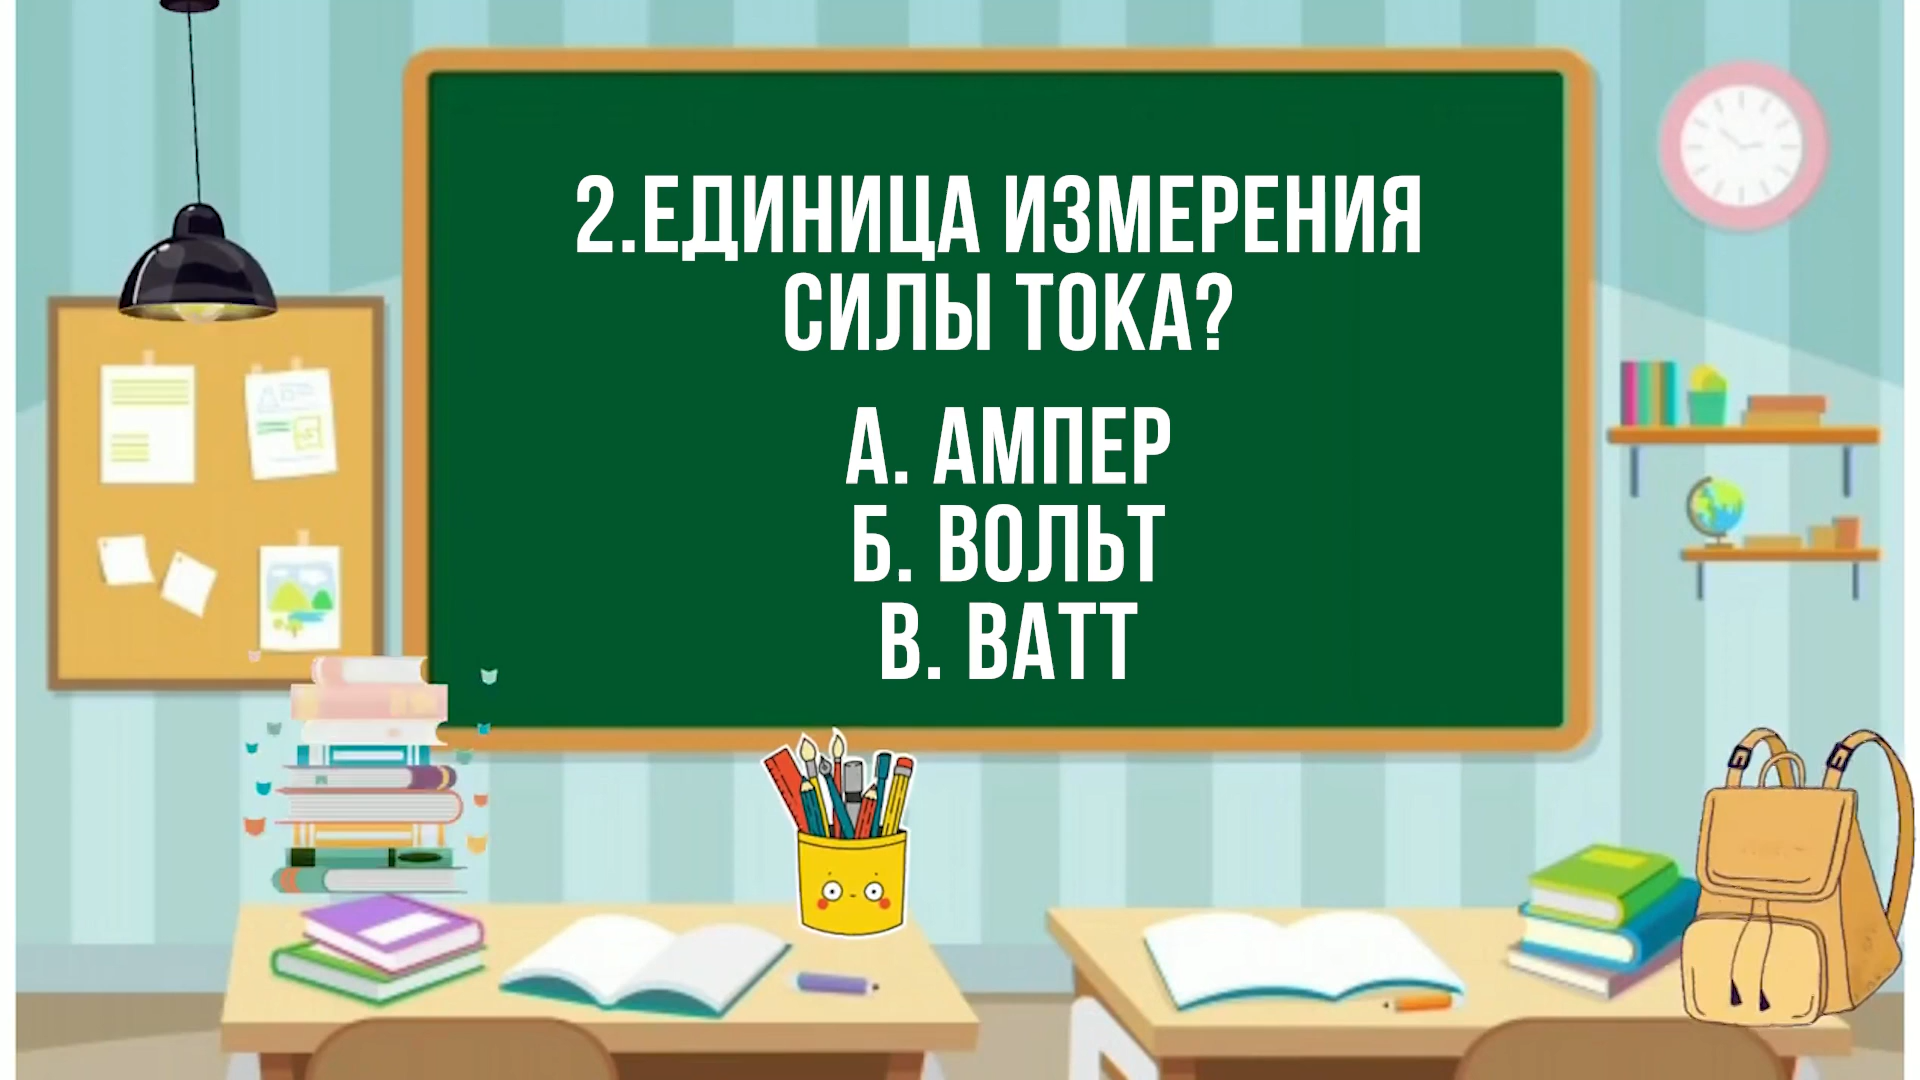 2.ЕДИНИЦА ИЗМЕРЕНИЯ
СИЛЫ ТОКА?
А. АМПЕР
Б. ВОЛЬТ
В. ВАТТ